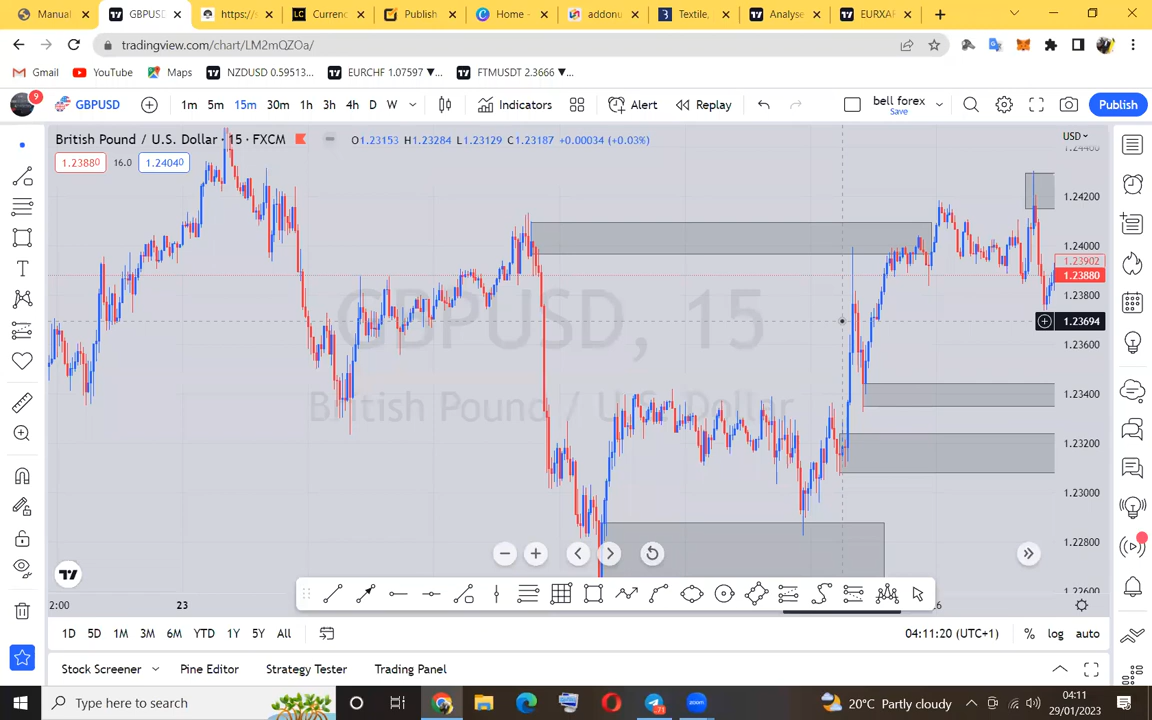 Manual
GBPUSD
https://
Currenc
Publish
Home -
addonu
Textile,
Analyse
EURXAF
tradingview.com/chart/LM2mQZOa/
Gmail
YouTube
Maps
NZDUSD 0.59513...
EURCHF 1.07597 ▼...
FTMUSDT 2.3666 ▼...
9
GBPUSD
1m 5m 15m 30m 1h 3h 4h D W
Indicators
Alert
Replay
bell forex
Save
Publish
British Pound / U.S. Dollar · 15 · FXCM
O1.23153 H1.23284 L1.23129 C1.23187 +0.00034 (+0.03%)
1.23880
16.0
1.24040
USD
1.24400
1.24200
1.24000
1.23902
1.23880
1.23800
1.23694
1.23600
1.23400
1.23200
1.23000
1.22800
1.22600
GBPUSD, 15
British Pound / U.S. Dollar
2:00
23
1D 5D 1M 3M 6M YTD 1Y 5Y All
04:11:20 (UTC+1)
% log auto
Stock Screener
Pine Editor
Strategy Tester
Trading Panel
Type here to search
20°C Partly cloudy
04:11
29/01/2023